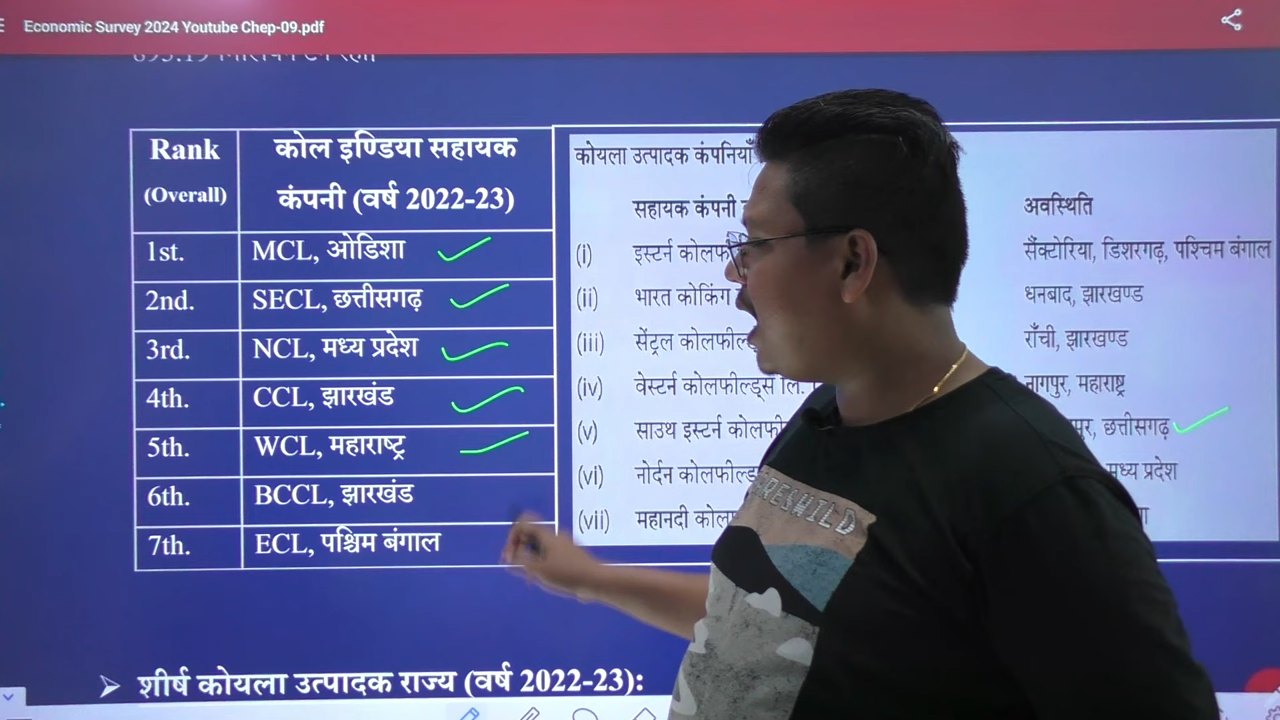 Economic Survey 2024 Youtube Chep-09.pdf
Rank
(Overall)
कोल इण्डिया सहायक
कंपनी (वर्ष 2022-23)
1st.
MCL, ओडिशा
2nd.
SECL, छत्तीसगढ़
3rd.
NCL, मध्य प्रदेश
4th.
CCL, झारखंड
5th.
WCL, महाराष्ट्र
6th.
BCCL, झारखंड
7th.
ECL, पश्चिम बंगाल
कोयला उत्पादक कंपनियाँ
सहायक कंपनी
अवस्थिति
(i)
इस्टर्न
सैंक्टोरिया, डिशरगढ़, पश्चिम बंगाल
(ii)
भारत कोकिंग
धनबाद, झारखण्ड
(iii)
सेंट्रल
राँची, झारखण्ड
(iv)
वेस्टर्न कोलफील्ड्स लि.
नागपुर, महाराष्ट्र
(v)
साउथ इस्टर्न
छत्तीसगढ़
(vi)
नोर्दन
मध्य प्रदेश
(vii)
महानदी
➢ शीर्ष कोयला उत्पादक राज्य (वर्ष 2022-23):